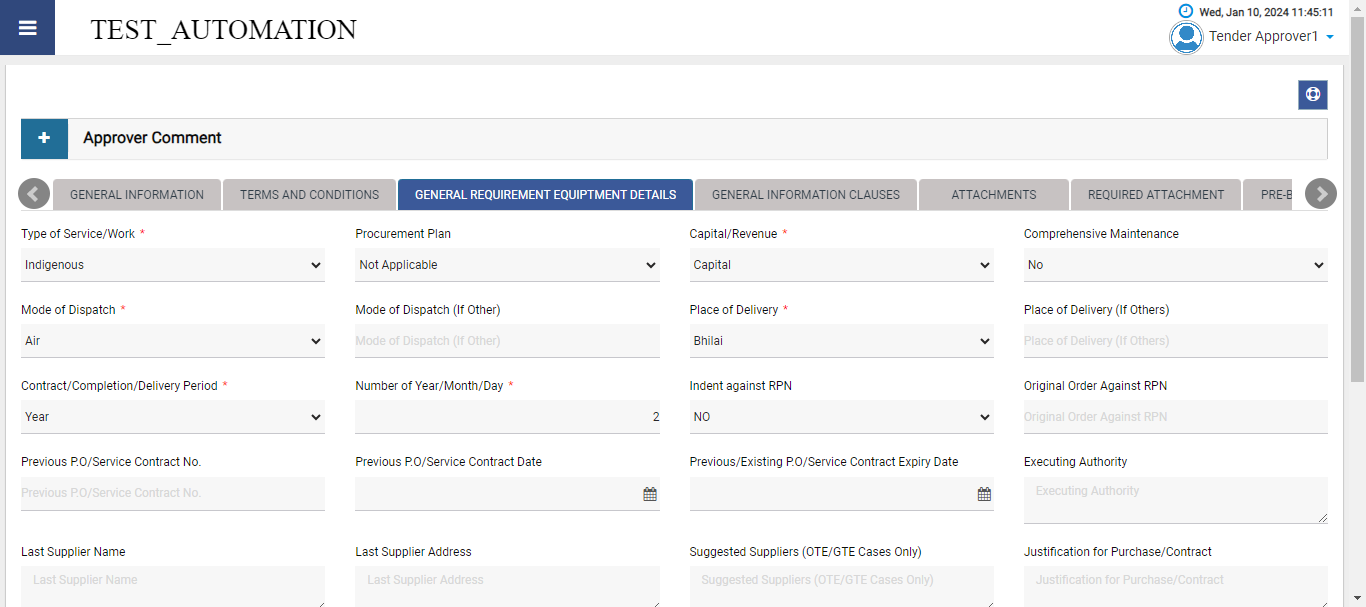 TEST_AUTOMATION
Wed, Jan 10, 2024 11:45:11
Tender Approver1
Approver Comment
GENERAL INFORMATION TERMS AND CONDITIONS GENERAL REQUIREMENT EQUIPTMENT DETAILS GENERAL INFORMATION CLAUSES ATTACHMENTS REQUIRED ATTACHMENT PRE-B
Type of Service/Work * Procurement Plan Capital/Revenue * Comprehensive Maintenance
Indigenous Not Applicable Capital No
Mode of Dispatch * Mode of Dispatch (If Other) Place of Delivery * Place of Delivery (If Others)
Air Mode of Dispatch (If Other) Bhilai Place of Delivery (If Others)
Contract/Completion/Delivery Period * Number of Year/Month/Day * Indent against RPN Original Order Against RPN
Year 2 NO Original Order Against RPN
Previous P.O/Service Contract No. Previous P.O/Service Contract Date Previous/Existing P.O/Service Contract Expiry Date Executing Authority
Previous P.O/Service Contract No. Executing Authority
Last Supplier Name Last Supplier Address Suggested Suppliers (OTE/GTE Cases Only) Justification for Purchase/Contract
Last Supplier Name Last Supplier Address Suggested Suppliers (OTE/GTE Cases Only) Justification for Purchase/Contract